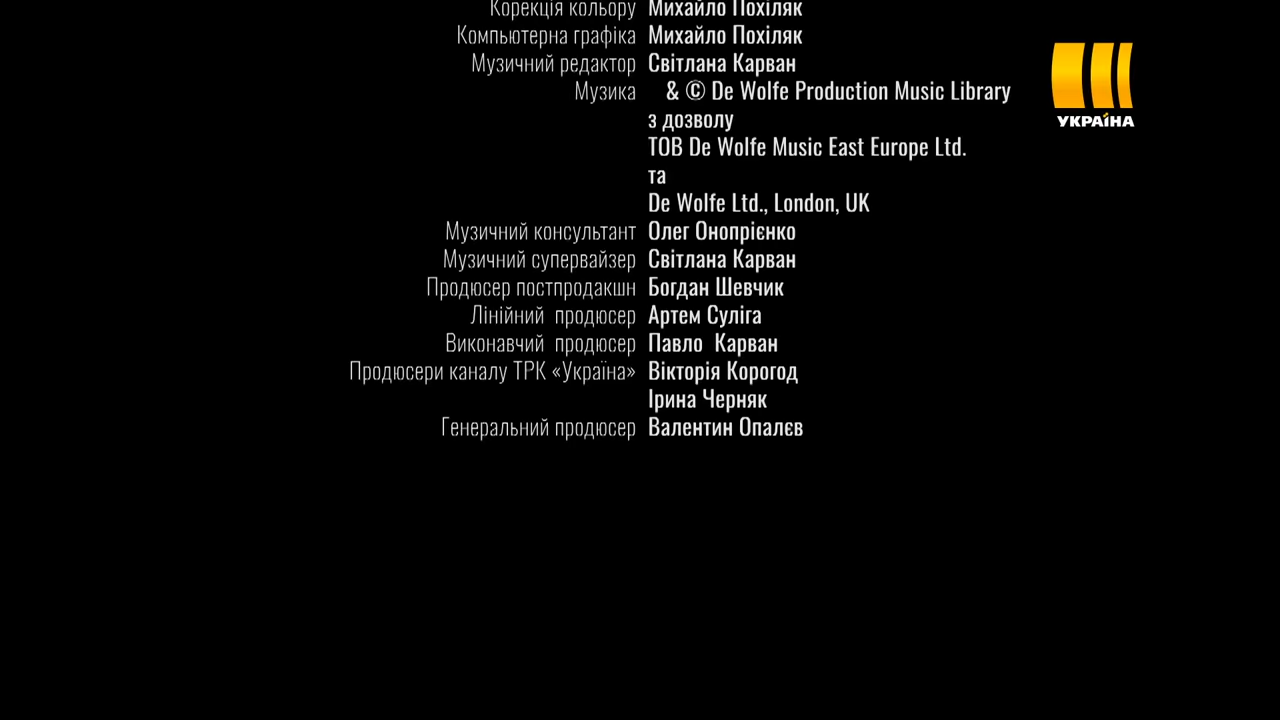 Корекція кольору Михайло Похіляк
Компьютерна графіка Михайло Похіляк
Музичний редактор Світлана Карван
Музика & © De Wolfe Production Music Library
з дозволу
ТОВ De Wolfe Music East Europe Ltd.
та
De Wolfe Ltd., London, UK
Музичний консультант Олег Онопрієнко
Музичний супервайзер Світлана Карван
Продюсер постпродакшн Богдан Шевчик
Лінійний продюсер Артем Суліга
Виконавчий продюсер Павло Карван
Продюсери каналу ТРК «Україна» Вікторія Корогод
Ірина Черняк
Генеральний продюсер Валентин Опалєв
УКРАЇНА